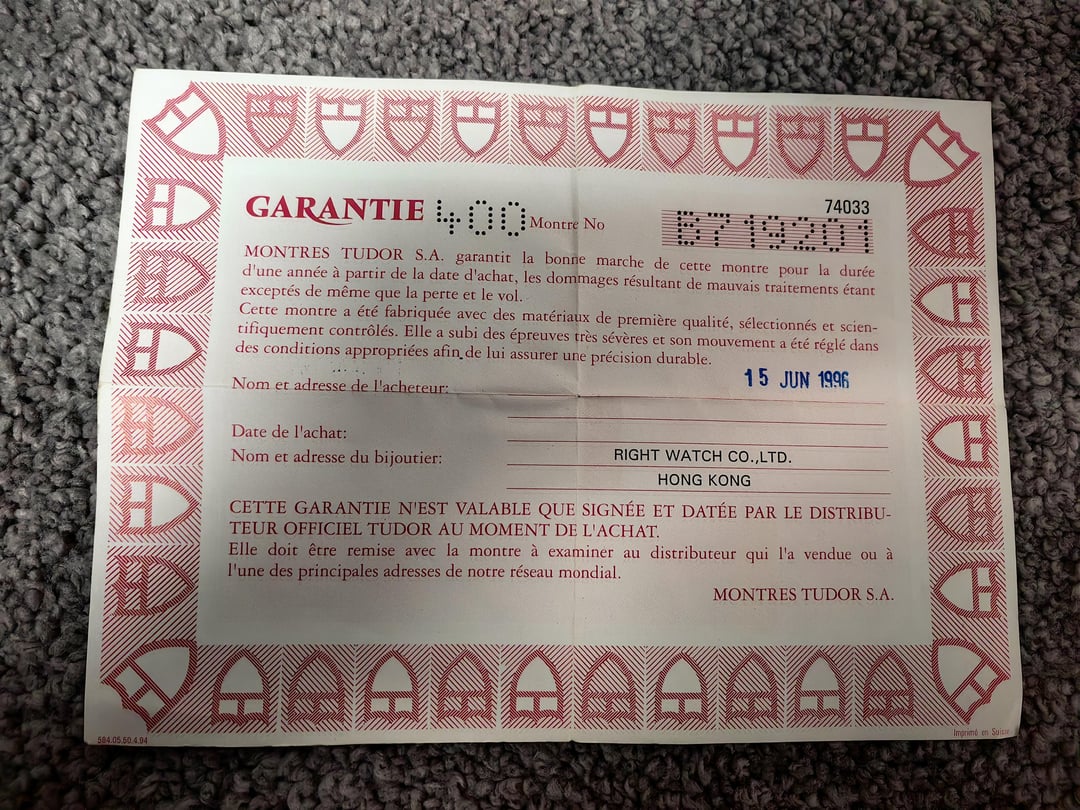 74033
GARANTIE 400 Montre No B719201
MONTRES TUDOR S.A. garantit la bonne marche de cette montre pour la durée
d'une année à partir de la date d'achat, les dommages résultant de mauvais traitements étant
exceptés de même que la perte et le vol.
Cette montre a été fabriquée avec des matériaux de première qualité, sélectionnés et scien-
tifiquement contrôlés. Elle a subi des épreuves très sévères et son mouvement a été réglé dans
des conditions appropriées afin de lui assurer une précision durable.
15 JUN 1996
Nom et adresse de l'acheteur:
Date de l'achat:
Nom et adresse du bijoutier: RIGHT WATCH CO.,LTD.
HONG KONG
CETTE GARANTIE N'EST VALABLE QUE SIGNÉE ET DATÉE PAR LE DISTRIBU-
TEUR OFFICIEL TUDOR AU MOMENT DE L'ACHAT.
Elle doit être remise avec la montre à examiner au distributeur qui l'a vendue ou à
l'une des principales adresses de notre réseau mondial.
MONTRES TUDOR S.A.
584.05.50.4.94
Imprimé en Suisse